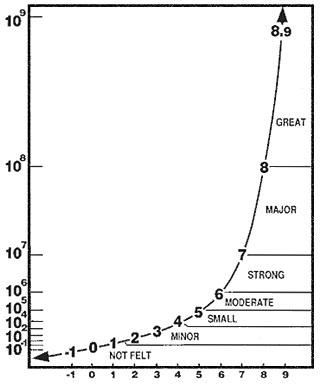 10⁹
8.9
GREAT
10⁸
8
MAJOR
10⁷
7
STRONG
10⁶
6
MODERATE
10⁵
5
SMALL
10⁴
4
10²
3
MINOR
10¹
2
10⁻¹
1
0
-1
NOT FELT
-1 0 1 2 3 4 5 6 7 8 9